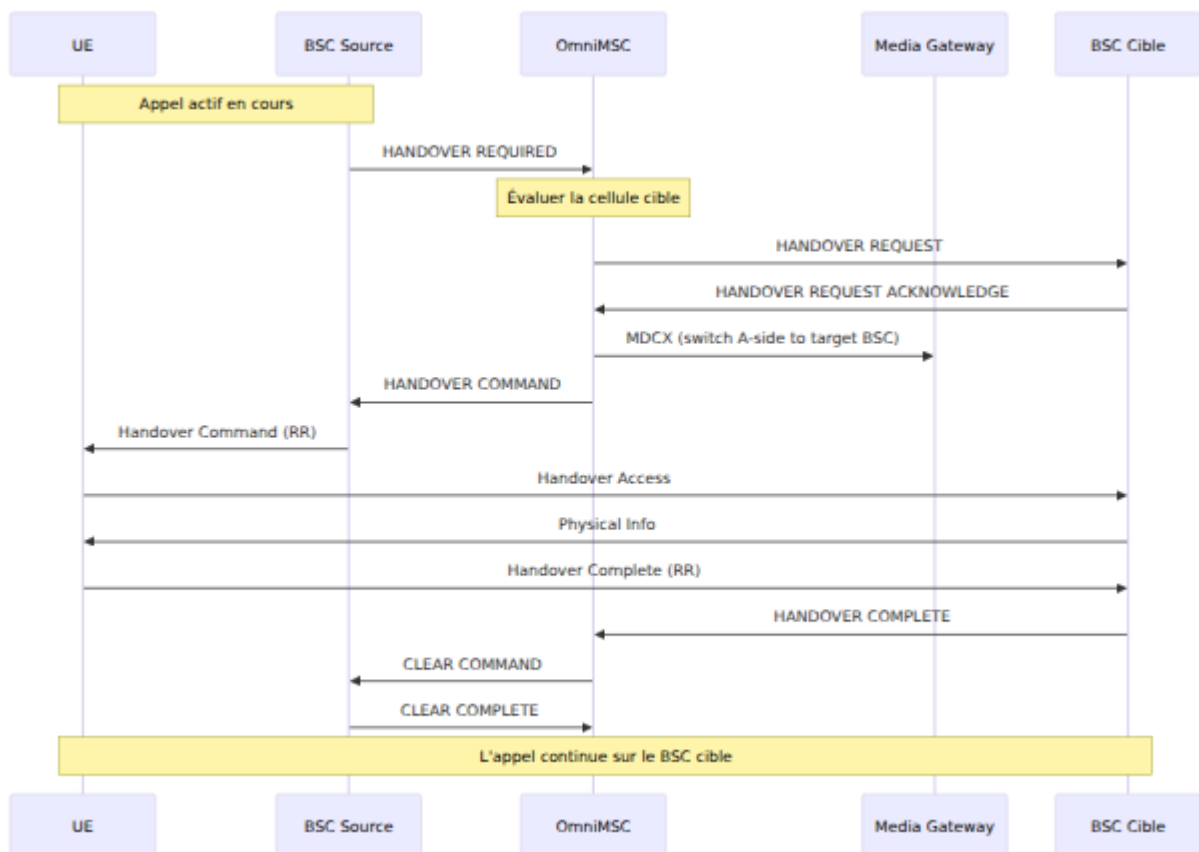 UE
BSC Source
OmniMSC
Media Gateway
BSC Cible
Appel actif en cours
HANDOVER REQUIRED
Évaluer la cellule cible
HANDOVER REQUEST
HANDOVER REQUEST ACKNOWLEDGE
MDCX (switch A-side to target BSC)
HANDOVER COMMAND
Handover Command (RR)
Handover Access
Physical Info
Handover Complete (RR)
HANDOVER COMPLETE
CLEAR COMMAND
CLEAR COMPLETE
L'appel continue sur le BSC cible
UE
BSC Source
OmniMSC
Media Gateway
BSC Cible